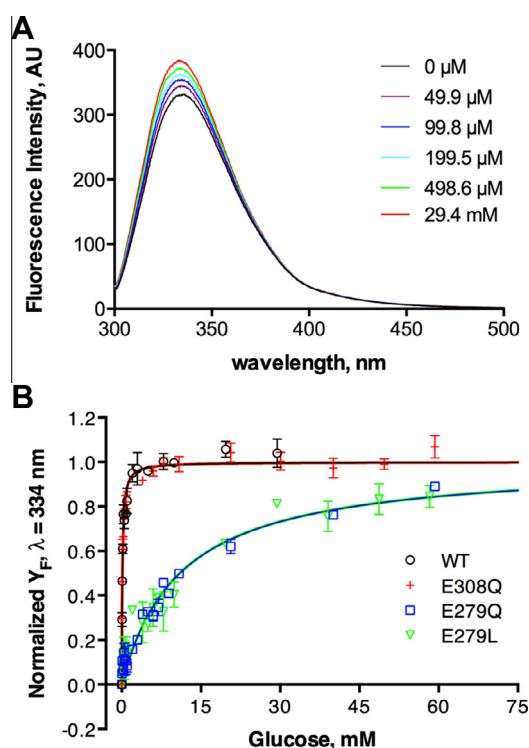 A
Fluorescence Intensity, AU
400
300
200
100
0
300
350
400
450
500
wavelength, nm
0 µM
49.9 µM
99.8 µM
199.5 µM
498.6 µM
29.4 mM
B
Normalized Y_F, λ = 334 nm
1.2
1.0
0.8
0.6
0.4
0.2
0.0
-0.2
0
15
30
45
60
75
Glucose, mM
WT
E308Q
E279Q
E279L